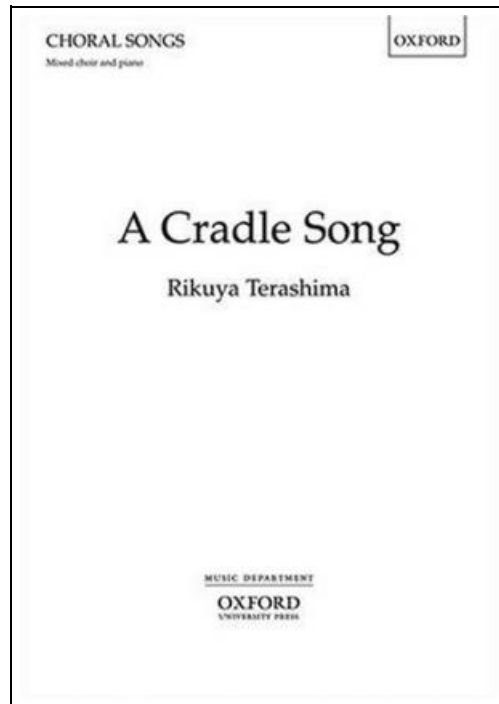 CHORAL SONGS
OXFORD
Mixed choir and piano
A Cradle Song
Rikuya Terashima
MUSIC DEPARTMENT
OXFORD
UNIVERSITY PRESS